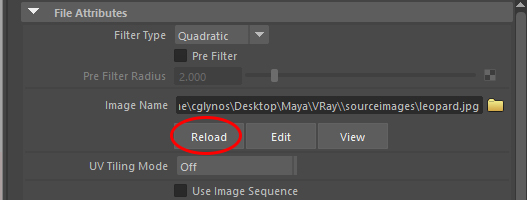 File Attributes
Filter Type Quadratic
Pre Filter
Pre Filter Radius 2.000
Image Name e\cglynos\Desktop\Maya\VRay\\sourceimages\leopard.jpg
Reload Edit View
UV Tiling Mode Off
Use Image Sequence